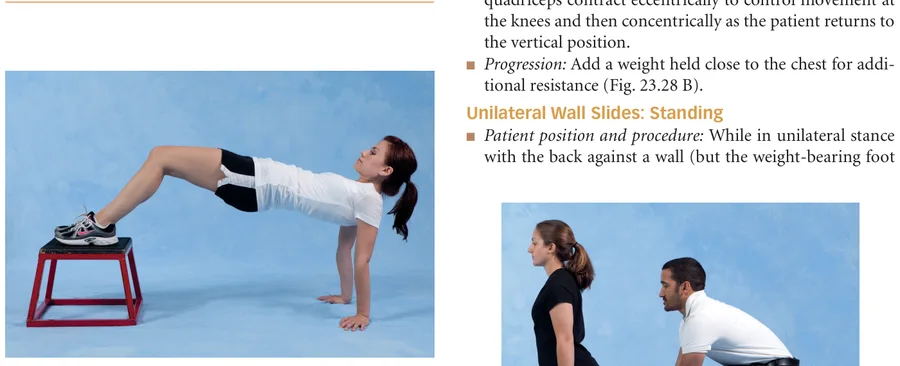 quadriceps contract eccentrically to control movement at
the knees and then concentrically as the patient returns to
the vertical position.
■ Progression: Add a weight held close to the chest for addi-
tional resistance (Fig. 23.28 B).
Unilateral Wall Slides: Standing
■ Patient position and procedure: While in unilateral stance
with the back against a wall (but the weight-bearing foot